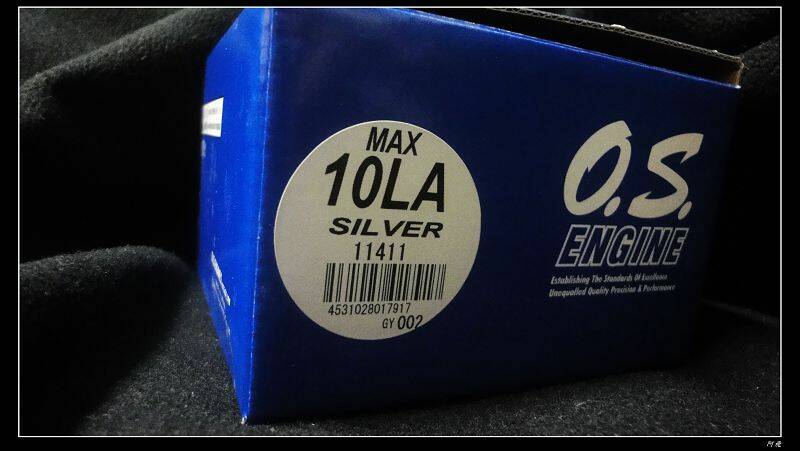 MAX
10LA
SILVER
11411
4531028017917
GY 002
O.S.
ENGINE
Establishing The Standards Of Excellence
Unequalled Quality Precision & Performance